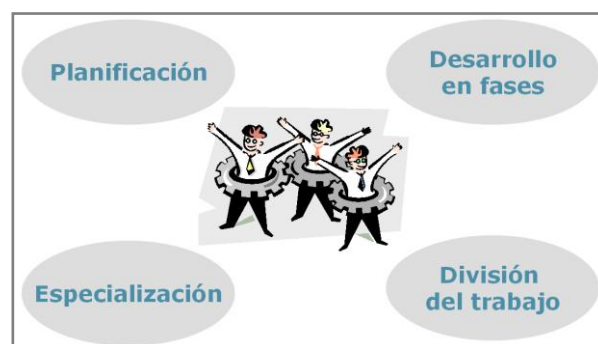 Planificación
Desarrollo
en fases
Especialización
División
del trabajo